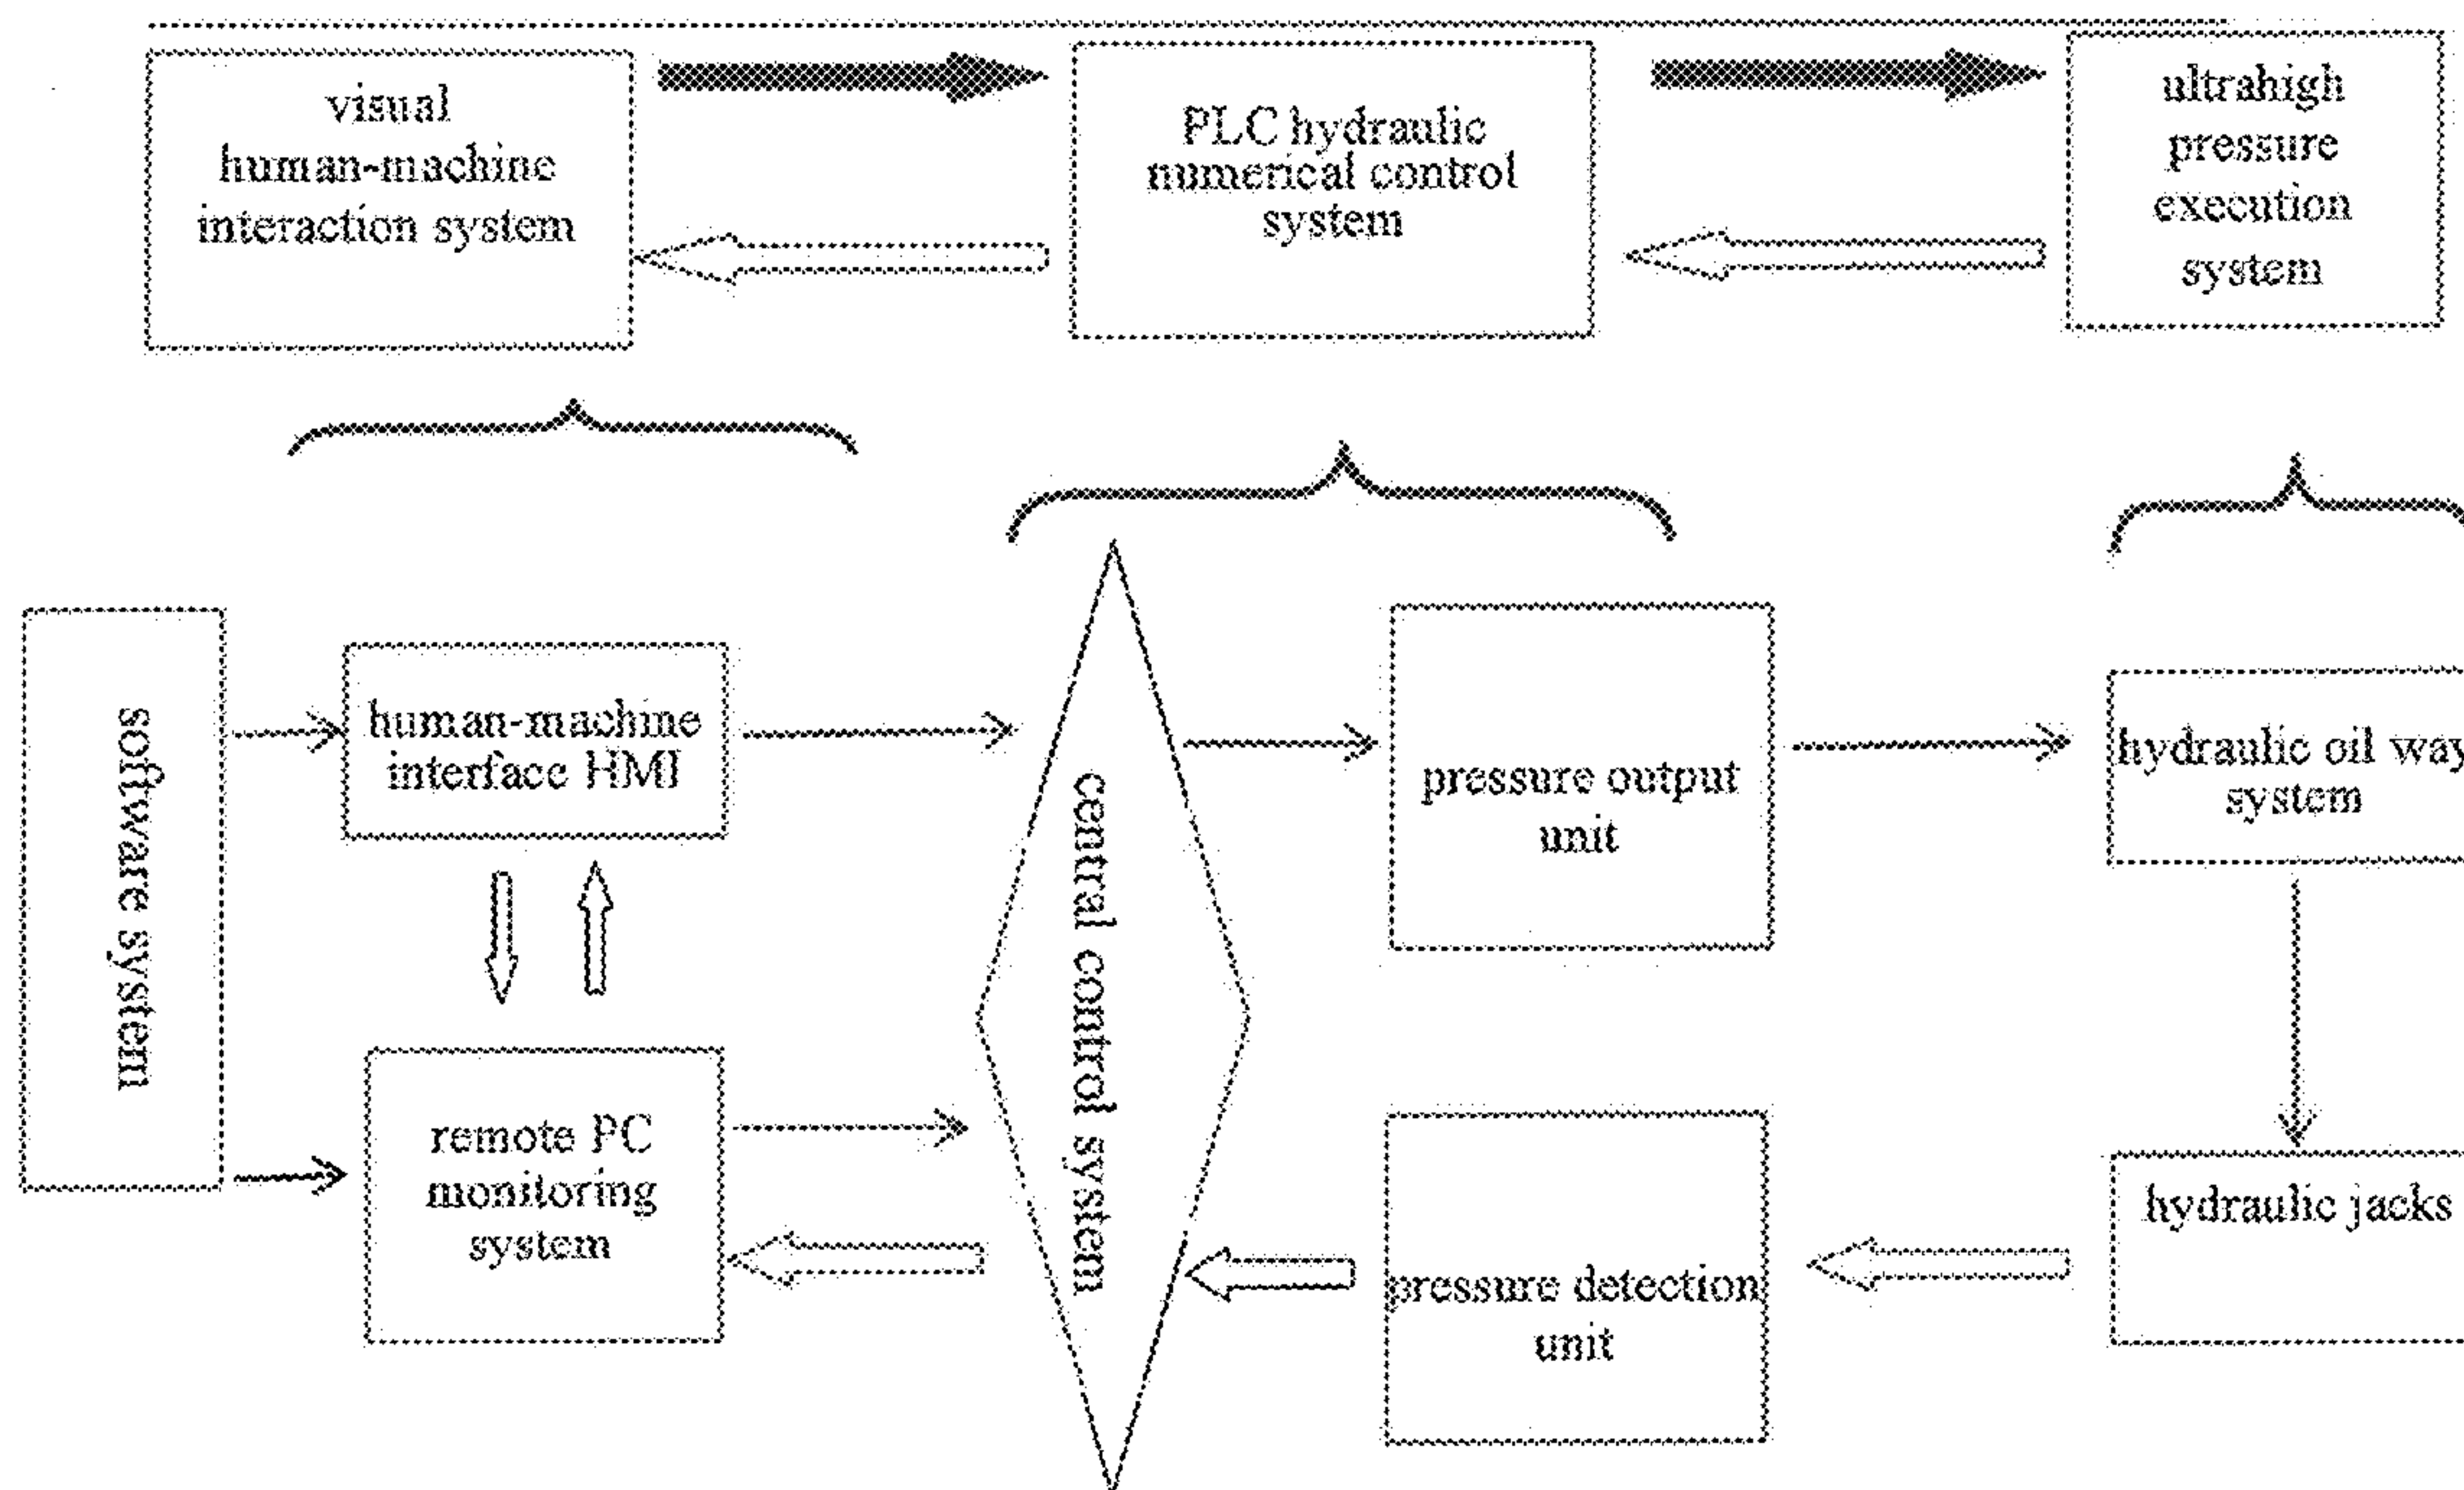 visual
human-machine
interaction system
PLC hydraulic
numerical control
system
ultrahigh
pressure
execution
system
software system
human-machine
interface HMI
central control system
pressure output
unit
hydraulic oil way
system
remote PC
monitoring
system
pressure detection
unit
hydraulic jacks